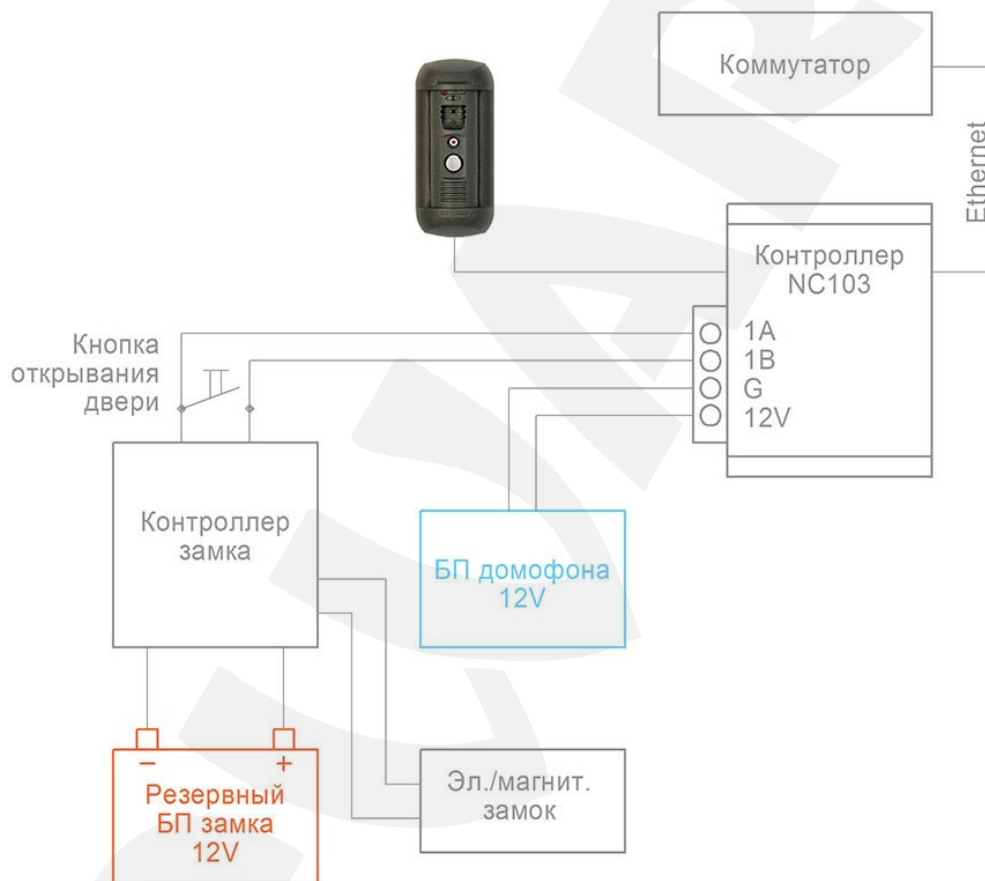 Коммутатор
Ethernet
Контроллер
NC103
1A
1B
G
12V
Кнопка
открывания
двери
Контроллер
замка
БП домофона
12V
− +
Резервный
БП замка
12V
Эл./магнит.
замок